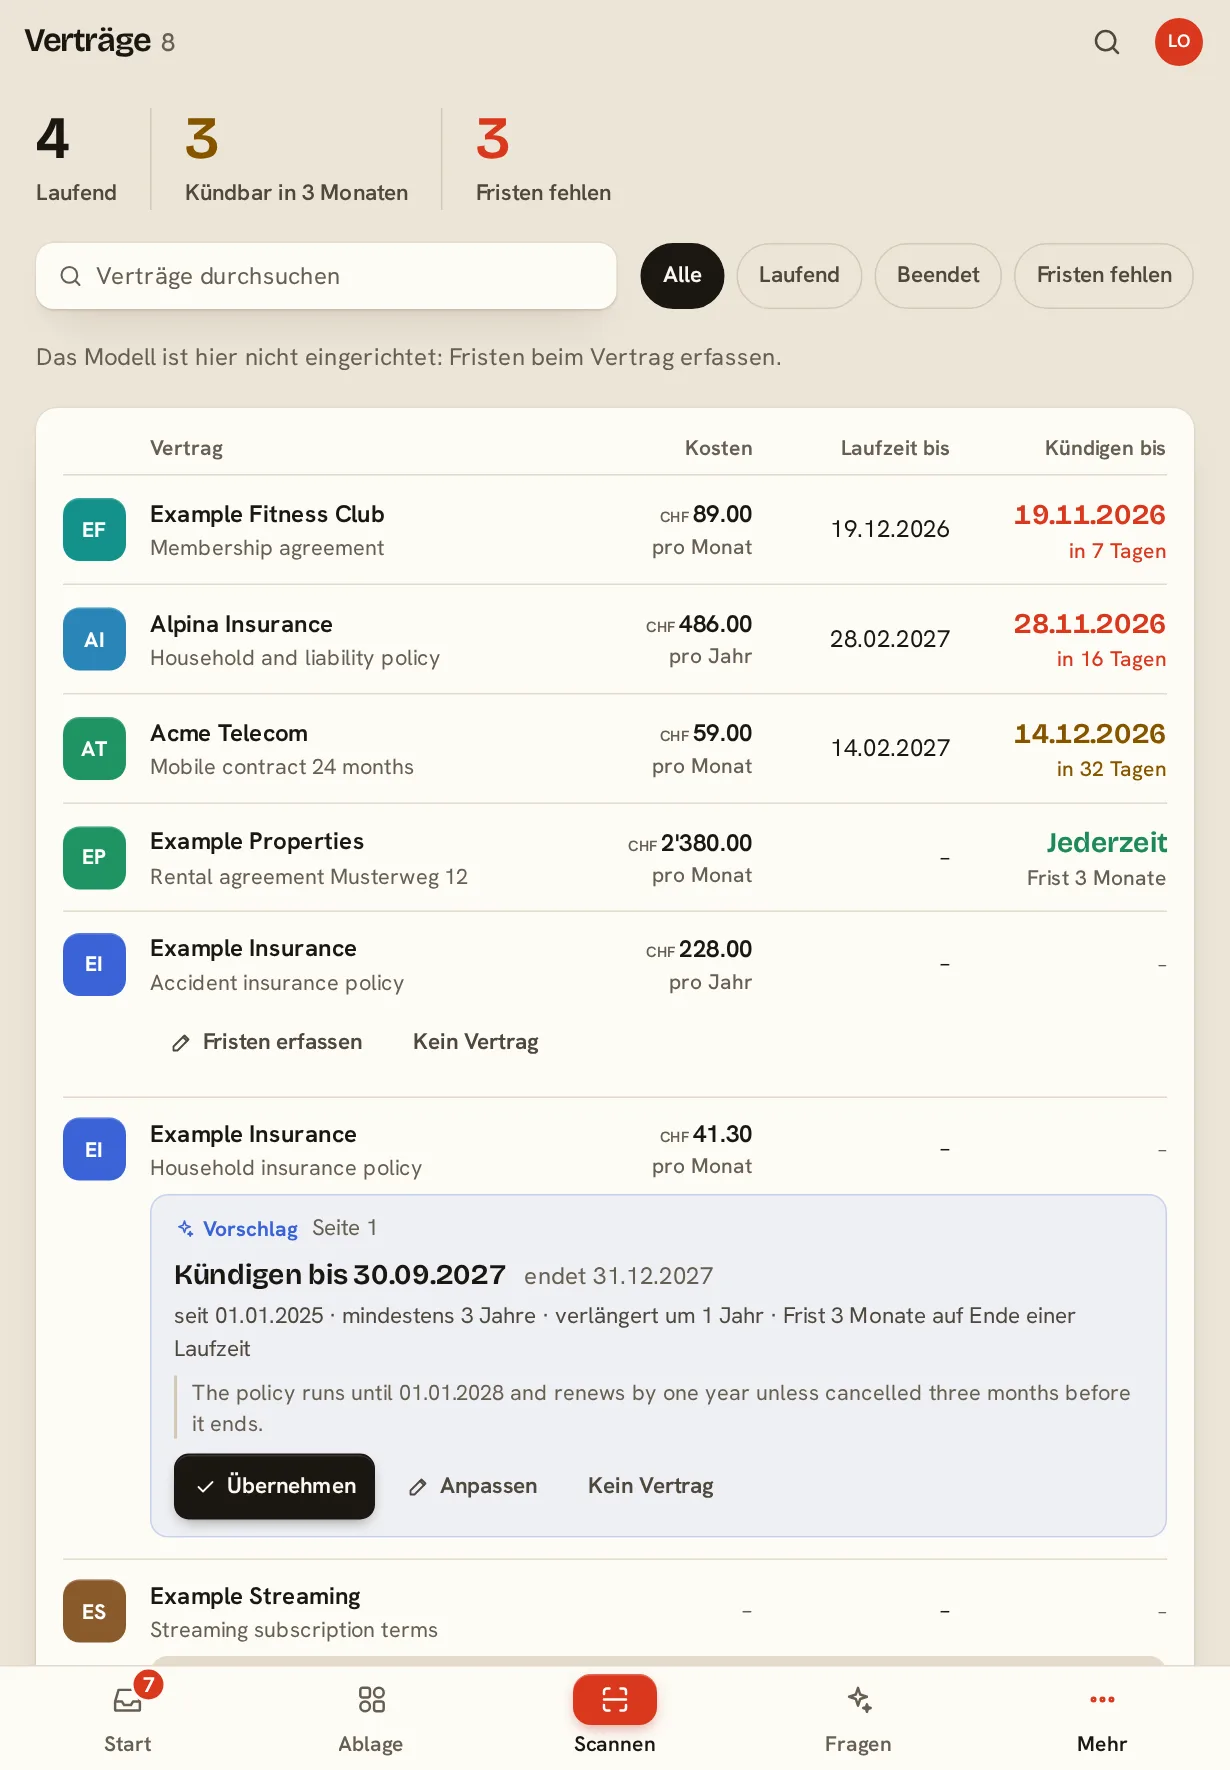 Verträge 8
LO
4
Laufend
3
Kündbar in 3 Monaten
3
Fristen fehlen
Verträge durchsuchen
Alle
Laufend
Beendet
Fristen fehlen
Das Modell ist hier nicht eingerichtet: Fristen beim Vertrag erfassen.
Vertrag Kosten Laufzeit bis Kündigen bis
EF
Example Fitness Club
Membership agreement
CHF 89.00
pro Monat
19.12.2026
19.11.2026
in 7 Tagen
AI
Alpina Insurance
Household and liability policy
CHF 486.00
pro Jahr
28.02.2027
28.11.2026
in 16 Tagen
AT
Acme Telecom
Mobile contract 24 months
CHF 59.00
pro Monat
14.02.2027
14.12.2026
in 32 Tagen
EP
Example Properties
Rental agreement Musterweg 12
CHF 2'380.00
pro Monat
–
Jederzeit
Frist 3 Monate
EI
Example Insurance
Accident insurance policy
CHF 228.00
pro Jahr
–
–
Fristen erfassen
Kein Vertrag
EI
Example Insurance
Household insurance policy
CHF 41.30
pro Monat
–
–
Vorschlag Seite 1
Kündigen bis 30.09.2027 endet 31.12.2027
seit 01.01.2025 · mindestens 3 Jahre · verlängert um 1 Jahr · Frist 3 Monate auf Ende einer
Laufzeit
The policy runs until 01.01.2028 and renews by one year unless cancelled three months before
it ends.
Übernehmen
Anpassen
Kein Vertrag
ES
Example Streaming
Streaming subscription terms
–
–
–
7
Start
Ablage
Scannen
Fragen
Mehr